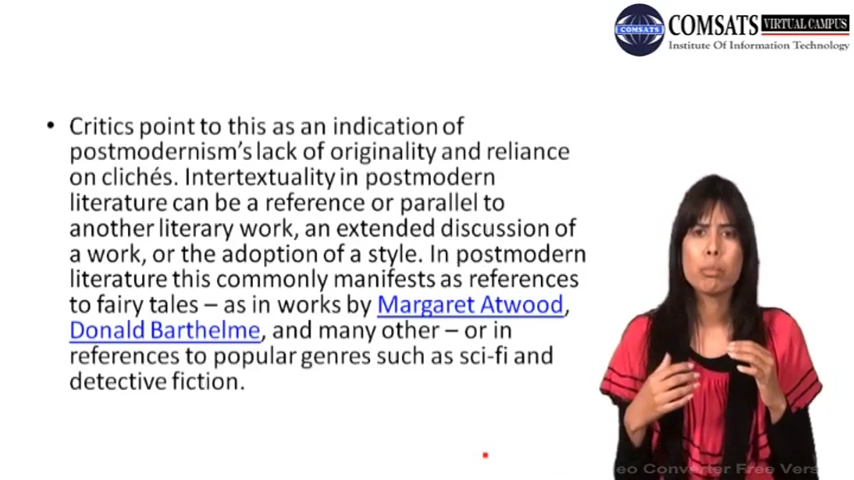 COMSATS VIRTUAL CAMPUS
COMSATS
Institute Of Information Technology
• Critics point to this as an indication of
postmodernism's lack of originality and reliance
on clichés. Intertextuality in postmodern
literature can be a reference or parallel to
another literary work, an extended discussion of
a work, or the adoption of a style. In postmodern
literature this commonly manifests as references
to fairy tales – as in works by Margaret Atwood,
Donald Barthelme, and many other – or in
references to popular genres such as sci-fi and
detective fiction.
eo Converter Free Vers